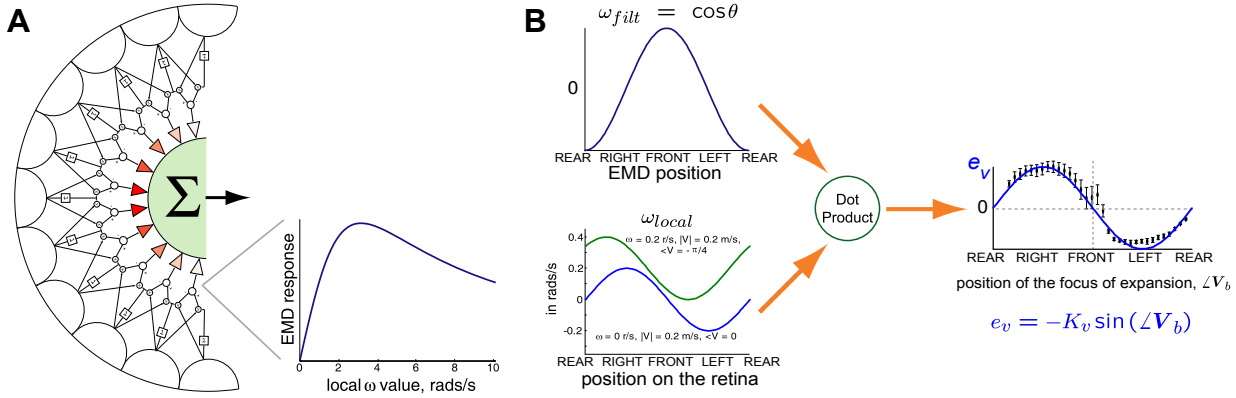 A
Σ
EMD response
0
2
4
6
8
10
local ω value, rads/s
B
ω_filt = cos θ
0
REAR RIGHT FRONT LEFT REAR
EMD position
ω_local
ω = 0.2 r/s, |V| = 0.2 m/s,
<V = - π/4
0.4
0.2
0
-0.2
in rads/s
ω = 0 r/s, |V| = 0.2 m/s, <V = 0
REAR RIGHT FRONT LEFT REAR
position on the retina
Dot
Product
e_v
0
REAR RIGHT FRONT LEFT REAR
position of the focus of expansion, ∠V_b
e_v = −K_v sin (∠V_b)